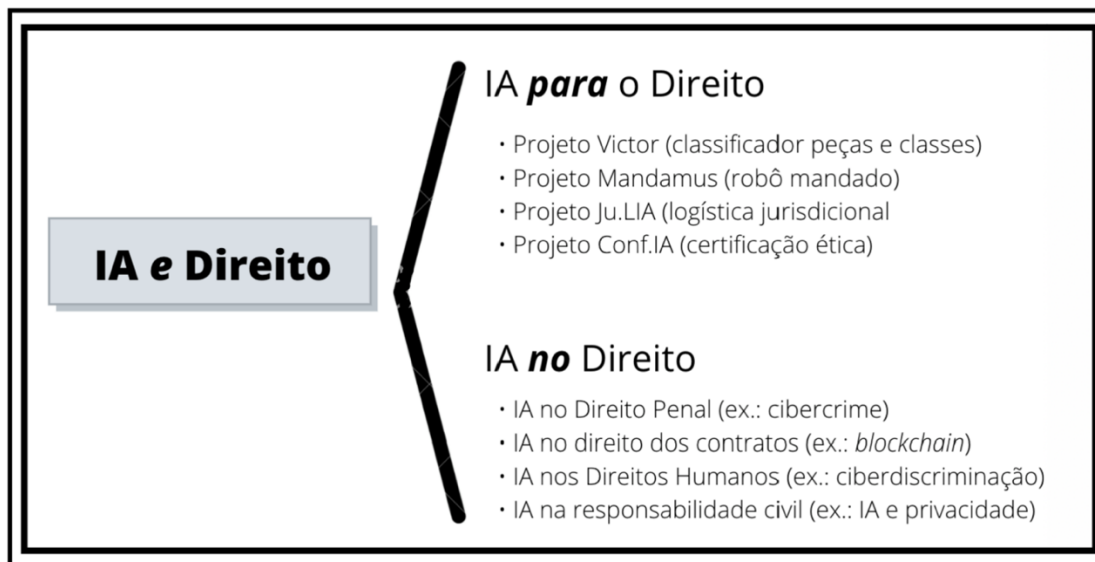 IA para o Direito
• Projeto Victor (classificador peças e classes)
• Projeto Mandamus (robô mandado)
• Projeto Ju.LIA (logística jurisdicional
• Projeto Conf.IA (certificação ética)
IA e Direito
IA no Direito
• IA no Direito Penal (ex.: cibercrime)
• IA no direito dos contratos (ex.: blockchain)
• IA nos Direitos Humanos (ex.: ciberdiscriminação)
• IA na responsabilidade civil (ex.: IA e privacidade)